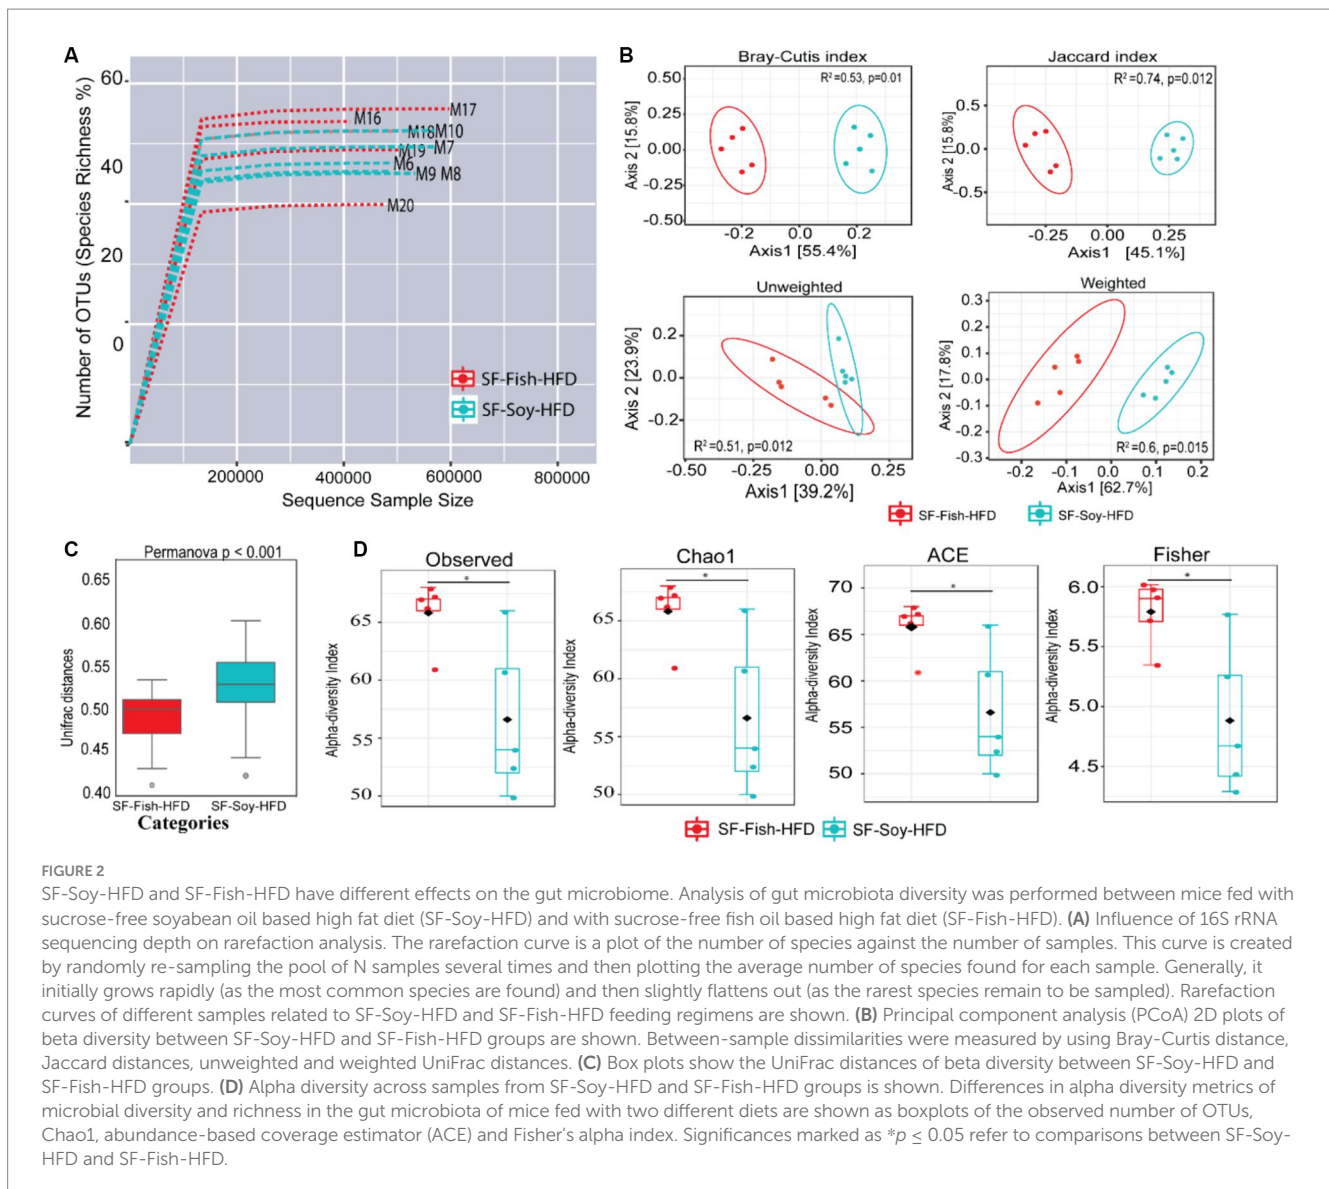 A
Number of OTUs (Species Richness %)
60
40
20
0
M17
M16
M18 M10
M7
M19
M6
M9 M8
M20
SF-Fish-HFD
SF-Soy-HFD
200000 400000 600000 800000
Sequence Sample Size
B
Bray-Cutis index
R²=0.53, p=0.01
Axis 2 [15.8%]
0.50
0.25
0.00
-0.25
-0.50
-0.2 0.0 0.2
Axis1 [55.4%]
Jaccard index
R²=0.74, p=0.012
Axis 2 [15.8%]
0.5
0.0
-0.5
-0.25 0.00 0.25
Axis1 [45.1%]
Unweighted
Axis 2 [23.9%]
0.2
0.0
-0.2
R²=0.51, p=0.012
-0.50 -0.25 0.00 0.25
Axis1 [39.2%]
Weighted
Axis 2 [17.8%]
0.3
0.2
0.1
0.0
-0.1
-0.2
-0.3
R²=0.6, p=0.015
-0.2 -0.1 0.0 0.1 0.2
Axis1 [62.7%]
SF-Fish-HFD SF-Soy-HFD
C
Permanova p < 0.001
Unifrac distances
0.65
0.60
0.55
0.50
0.45
0.40
SF-Fish-HFD SF-Soy-HFD
Categories
D
Observed
*
Alpha-diversity Index
65
60
55
50
Chao1
*
Alpha-diversity Index
65
60
55
50
ACE
*
Alpha-diversity Index
70
65
60
55
50
Fisher
*
Alpha-diversity Index
6.0
5.5
5.0
4.5
SF-Fish-HFD SF-Soy-HFD
FIGURE 2
SF-Soy-HFD and SF-Fish-HFD have different effects on the gut microbiome. Analysis of gut microbiota diversity was performed between mice fed with
sucrose-free soyabean oil based high fat diet (SF-Soy-HFD) and with sucrose-free fish oil based high fat diet (SF-Fish-HFD). (A) Influence of 16S rRNA
sequencing depth on rarefaction analysis. The rarefaction curve is a plot of the number of species against the number of samples. This curve is created
by randomly re-sampling the pool of N samples several times and then plotting the average number of species found for each sample. Generally, it
initially grows rapidly (as the most common species are found) and then slightly flattens out (as the rarest species remain to be sampled). Rarefaction
curves of different samples related to SF-Soy-HFD and SF-Fish-HFD feeding regimens are shown. (B) Principal component analysis (PCoA) 2D plots of
beta diversity between SF-Soy-HFD and SF-Fish-HFD groups are shown. Between-sample dissimilarities were measured by using Bray-Curtis distance,
Jaccard distances, unweighted and weighted UniFrac distances. (C) Box plots show the UniFrac distances of beta diversity between SF-Soy-HFD and
SF-Fish-HFD groups. (D) Alpha diversity across samples from SF-Soy-HFD and SF-Fish-HFD groups is shown. Differences in alpha diversity metrics of
microbial diversity and richness in the gut microbiota of mice fed with two different diets are shown as boxplots of the observed number of OTUs,
Chao1, abundance-based coverage estimator (ACE) and Fisher's alpha index. Significances marked as *p ≤ 0.05 refer to comparisons between SF-Soy-
HFD and SF-Fish-HFD.